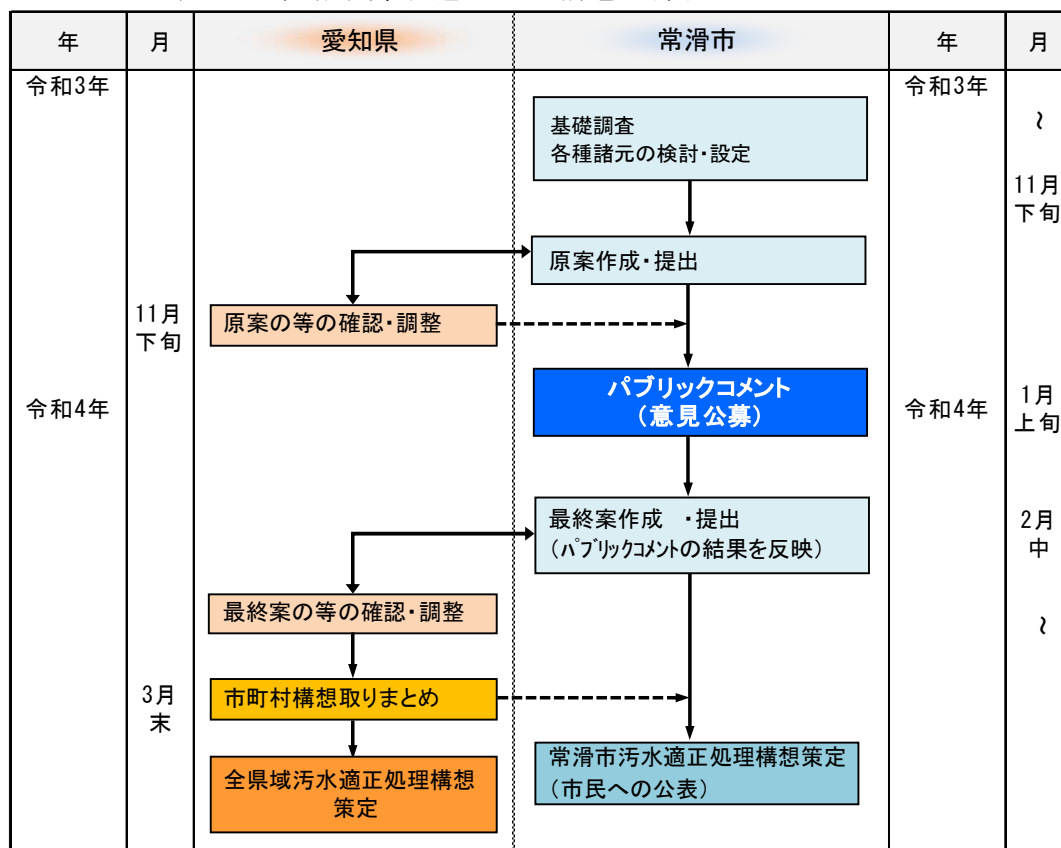 年
月
愛知県
常滑市
年
月
令和3年
令和3年
~
基礎調査
各種諸元の検討・設定
11月
下旬
原案作成・提出
11月
下旬
原案の等の確認・調整
令和4年
パブリックコメント
(意見公募)
令和4年
1月
上旬
最終案作成 ・提出
(パブリックコメントの結果を反映)
2月
中
最終案の等の確認・調整
~
3月
末
市町村構想取りまとめ
全県域汚水適正処理構想
策定
常滑市汚水適正処理構想策定
(市民への公表)